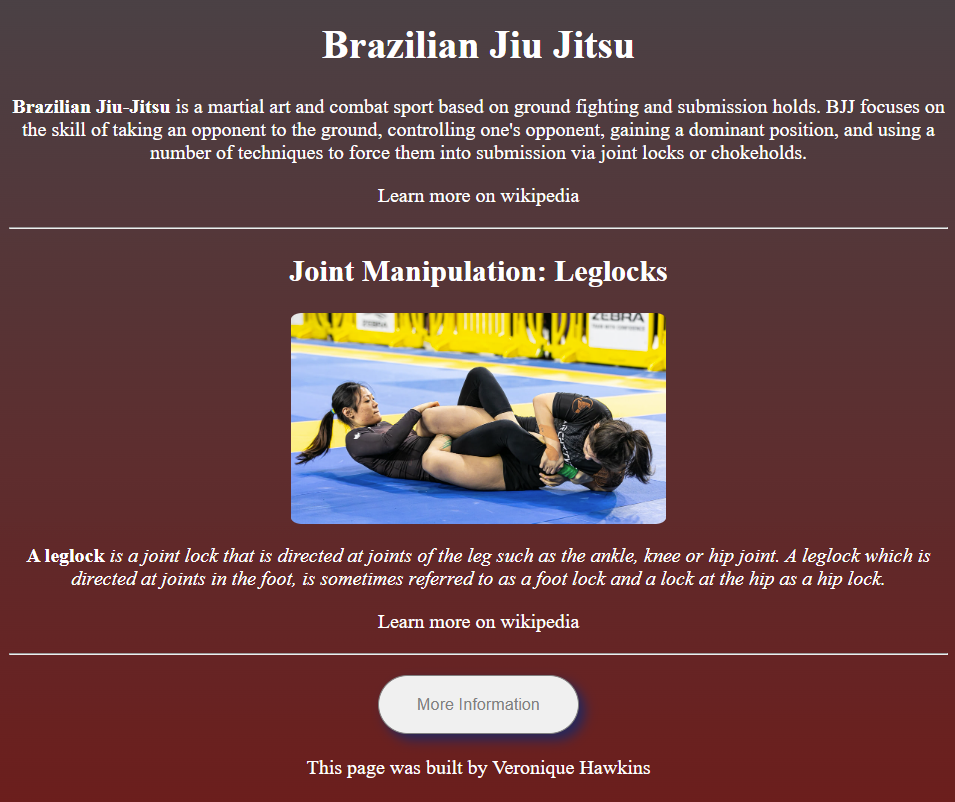 Brazilian Jiu Jitsu
Brazilian Jiu-Jitsu is a martial art and combat sport based on ground fighting and submission holds. BJJ focuses on
the skill of taking an opponent to the ground, controlling one's opponent, gaining a dominant position, and using a
number of techniques to force them into submission via joint locks or chokeholds.
Learn more on wikipedia
Joint Manipulation: Leglocks
ZEBRA
A leglock is a joint lock that is directed at joints of the leg such as the ankle, knee or hip joint. A leglock which is
directed at joints in the foot, is sometimes referred to as a foot lock and a lock at the hip as a hip lock.
Learn more on wikipedia
More Information
This page was built by Veronique Hawkins